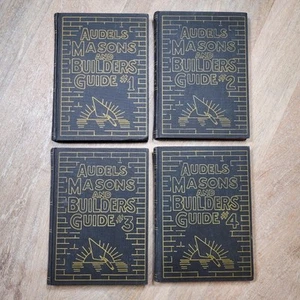 AUDELS
MASONS
AND
BUILDERS
GUIDE #1
AUDELS
MASONS
AND
BUILDERS
GUIDE #2
AUDELS
MASONS
AND
BUILDERS
GUIDE #3
AUDELS
MASONS
AND
BUILDERS
GUIDE #4